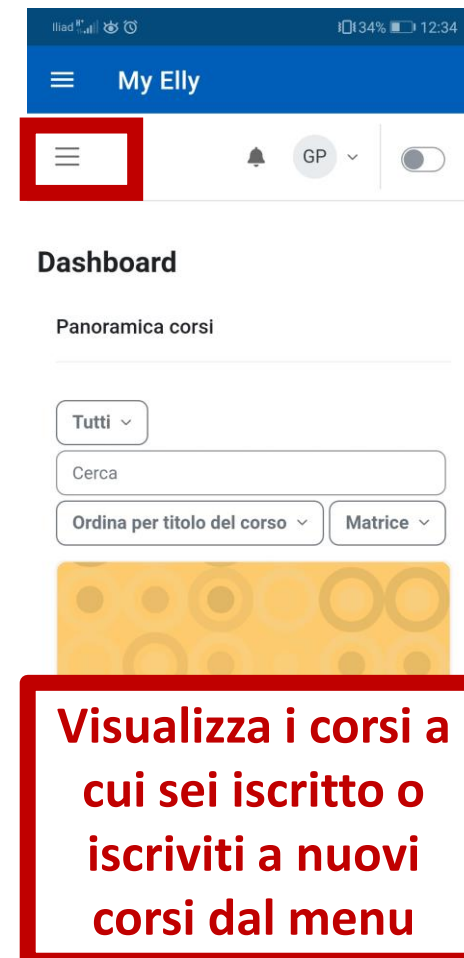 Iliad 34% 12:34
My Elly
GP
Dashboard
Panoramica corsi
Tutti
Cerca
Ordina per titolo del corso Matrice
Visualizza i corsi a
cui sei iscritto o
iscriviti a nuovi
corsi dal menu